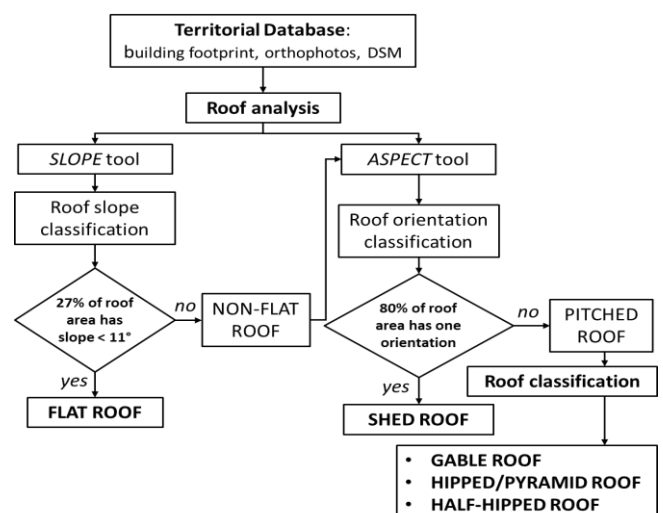 Territorial Database:
building footprint, orthophotos, DSM
Roof analysis
SLOPE tool
ASPECT tool
Roof slope
classification
Roof orientation
classification
27% of roof
area has
slope < 11°
no
NON-FLAT
ROOF
80% of roof
area has one
orientation
no
PITCHED
ROOF
yes
FLAT ROOF
yes
SHED ROOF
Roof classification
• GABLE ROOF
• HIPPED/PYRAMID ROOF
• HALF-HIPPED ROOF